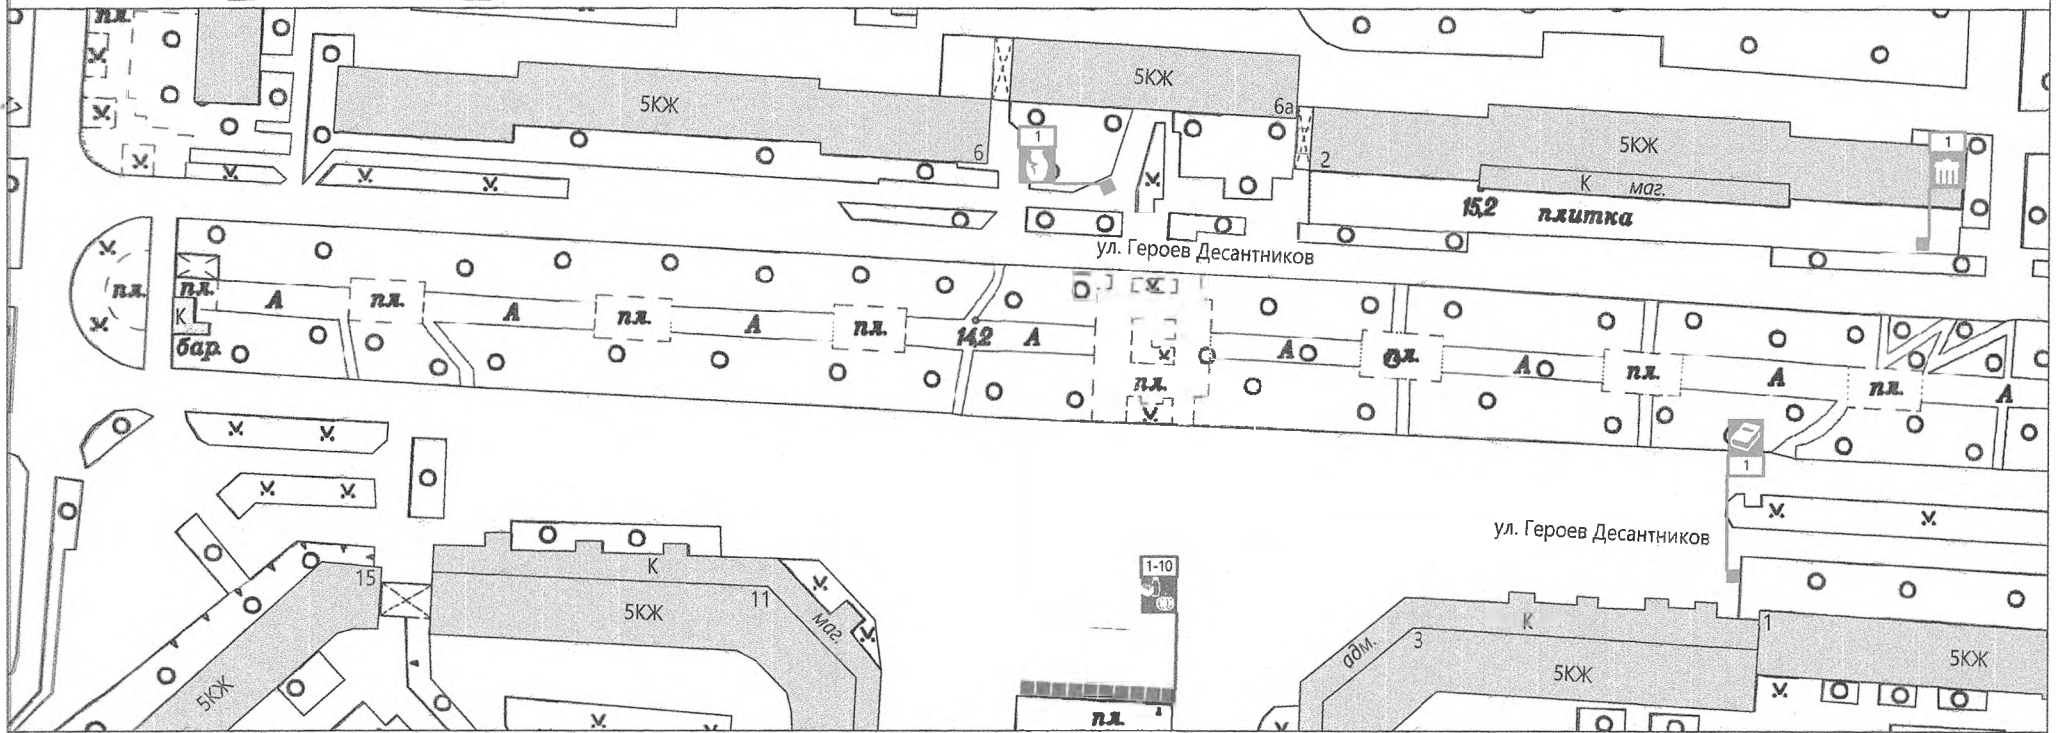 пл.
5КЖ
5КЖ
6а
1
6
2
5КЖ
1
К маг.
15,2 плитка
ул. Героев Десантников
пл.
пл.
А
пл.
А
пл.
А
пл.
14,2
А
К
бар.
пл.
А
пл.
А
пл.
А
пл.
А
1
ул. Героев Десантников
15
К
11
5КЖ
маг.
5КЖ
1-10
пл.
К
адм.
3
5КЖ
1
5КЖ